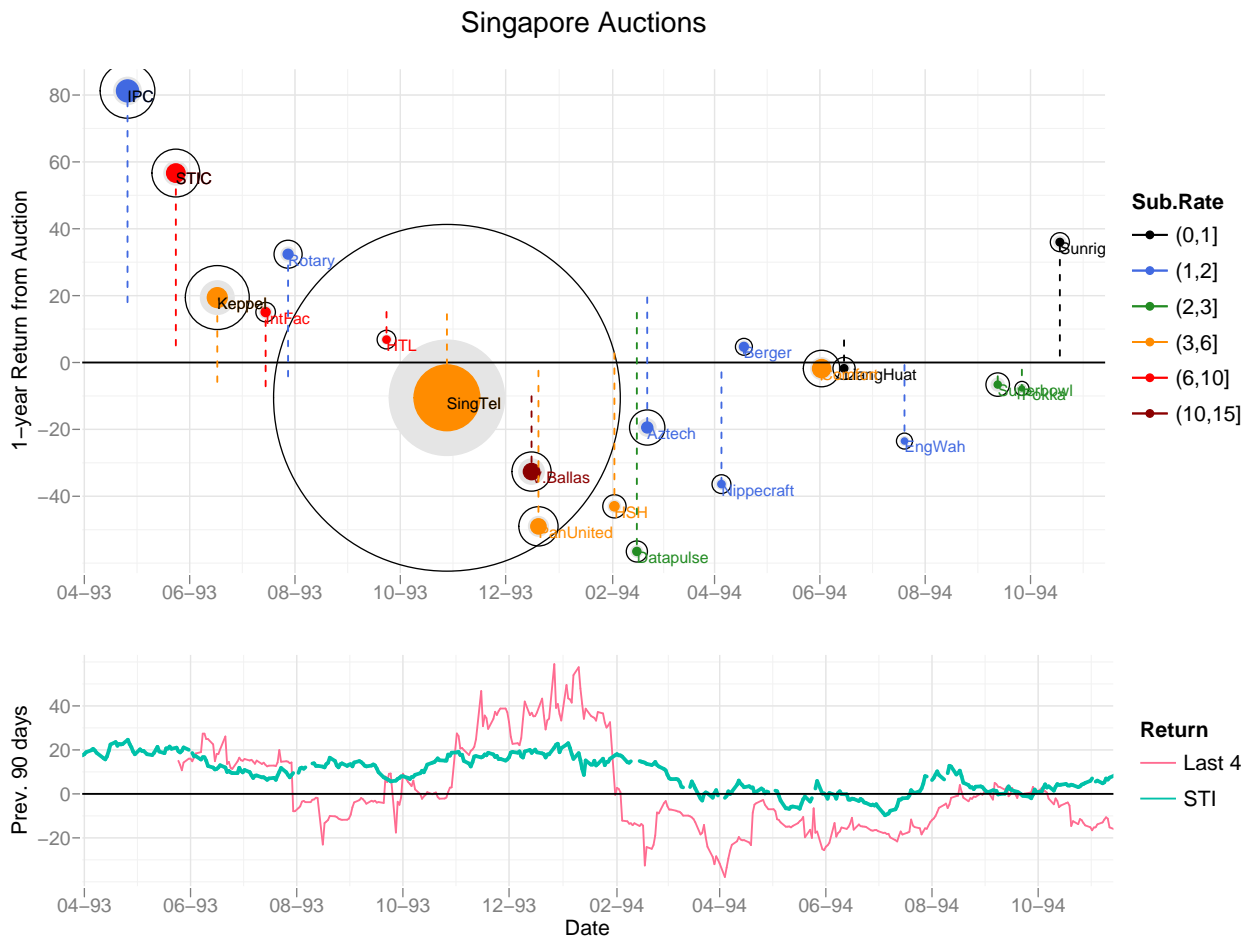 Singapore Auctions
1−year Return from Auction
80
60
40
20
0
−20
−40
IPC
STIC
Keppel
IntFac
Rotary
HTL
SingTel
V.Ballas
PanUnited
HSH
Datapulse
Aztech
Nippecraft
Berger
Comfort
GuangHuat
EngWah
Superbowl
Pokka
Sunrig
04−93 06−93 08−93 10−93 12−93 02−94 04−94 06−94 08−94 10−94
Sub.Rate
(0,1]
(1,2]
(2,3]
(3,6]
(6,10]
(10,15]
Prev. 90 days
40
20
0
−20
04−93 06−93 08−93 10−93 12−93 02−94 04−94 06−94 08−94 10−94
Date
Return
Last 4
STI